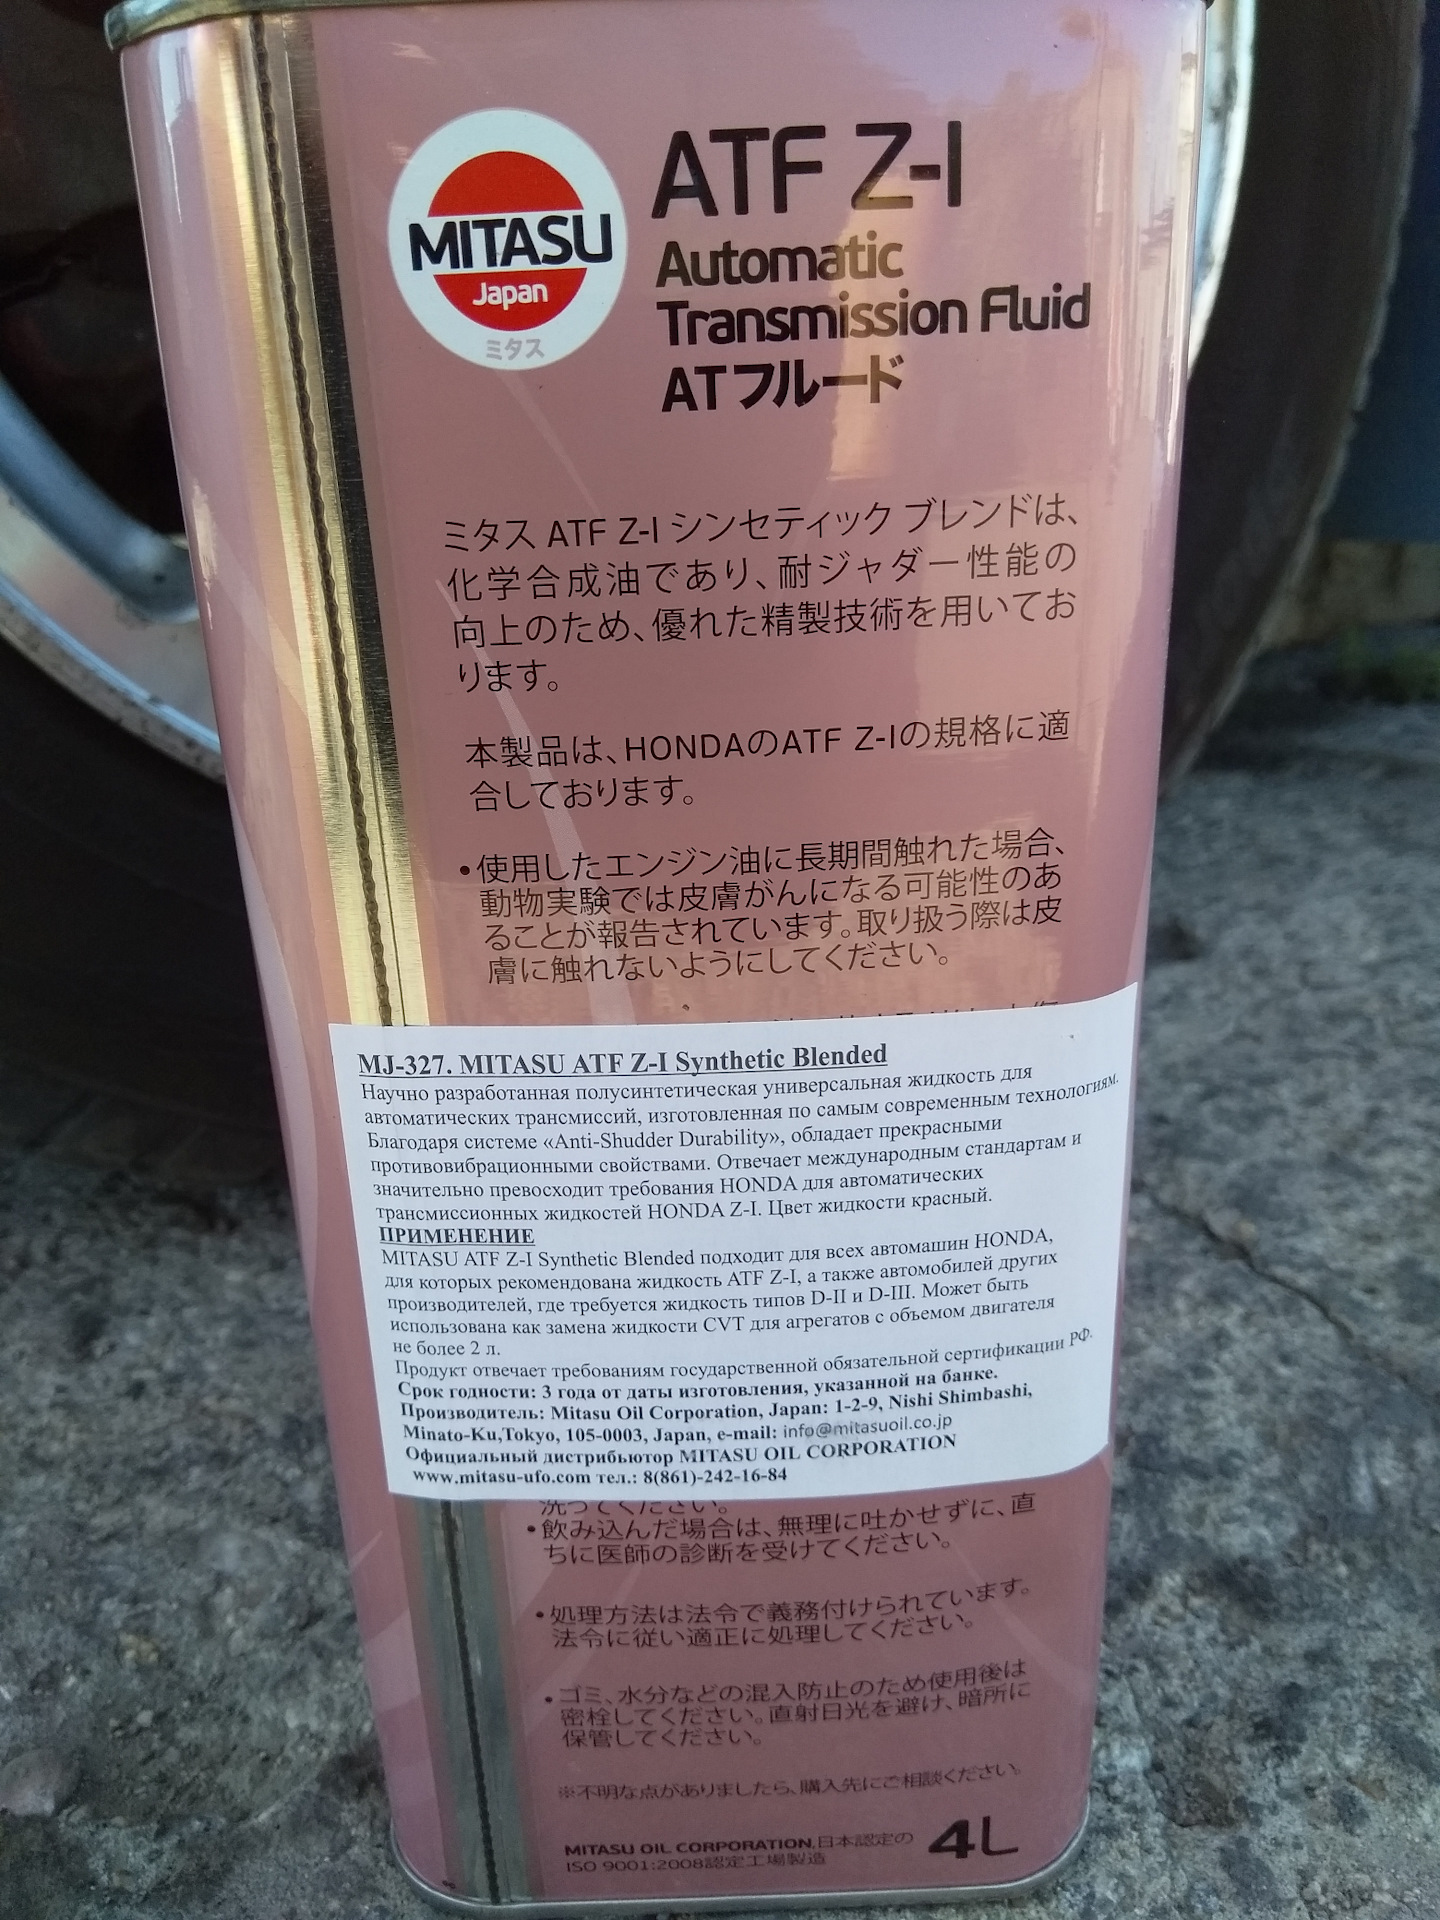 MITASU
Japan
ミタス
ATF Z-I
Automatic
Transmission Fluid
ATフルード
ミタス ATF Z-I シンセティック ブレンドは、
化学合成油であり、耐ジャダー性能の
向上のため、優れた精製技術を用いてお
ります。
本製品は、HONDAのATF Z-Iの規格に適
合しております。
•使用したエンジン油に長期間触れた場合、
動物実験では皮膚がんになる可能性のあ
ることが報告されています。取り扱う際は皮
膚に触れないようにしてください。
MJ-327. MITASU ATF Z-I Synthetic Blended
Научно разработанная полусинтетическая универсальная жидкость для
автоматических трансмиссий, изготовленная по самым современным технологиям.
Благодаря системе «Anti-Shudder Durability», обладает прекрасными
противовибрационными свойствами. Отвечает международным стандартам и
значительно превосходит требования HONDA для автоматических
трансмиссионных жидкостей HONDA Z-I. Цвет жидкости красный.
ПРИМЕНЕНИЕ
MITASU ATF Z-I Synthetic Blended подходит для всех автомашин HONDA,
для которых рекомендована жидкость ATF Z-I, а также автомобилей других
производителей, где требуется жидкость типов D-II и D-III. Может быть
использована как замена жидкости CVT для агрегатов с объемом двигателя
не более 2 л.
Продукт отвечает требованиям государственной обязательной сертификации РФ.
Срок годности: 3 года от даты изготовления, указанной на банке.
Производитель: Mitasu Oil Corporation, Japan: 1-2-9, Nishi Shimbashi,
Minato-Ku,Tokyo, 105-0003, Japan, e-mail: info@mitasuoil.co.jp
Официальный дистрибьютор MITASU OIL CORPORATION
www.mitasu-ufo.com тел.: 8(861)-242-16-84
洗ってください。
•飲み込んだ場合は、無理に吐かせずに、直
ちに医師の診断を受けてください。
•処理方法は法令で義務付けられています。
法令に従い適正に処理してください。
•ゴミ、水分などの混入防止のため使用後は
密栓してください。直射日光を避け、暗所に
保管してください。
※不明な点がありましたら、購入先にご相談ください。
MITASU OIL CORPORATION.日本認定の
ISO 9001:2008認定工場製造
4L